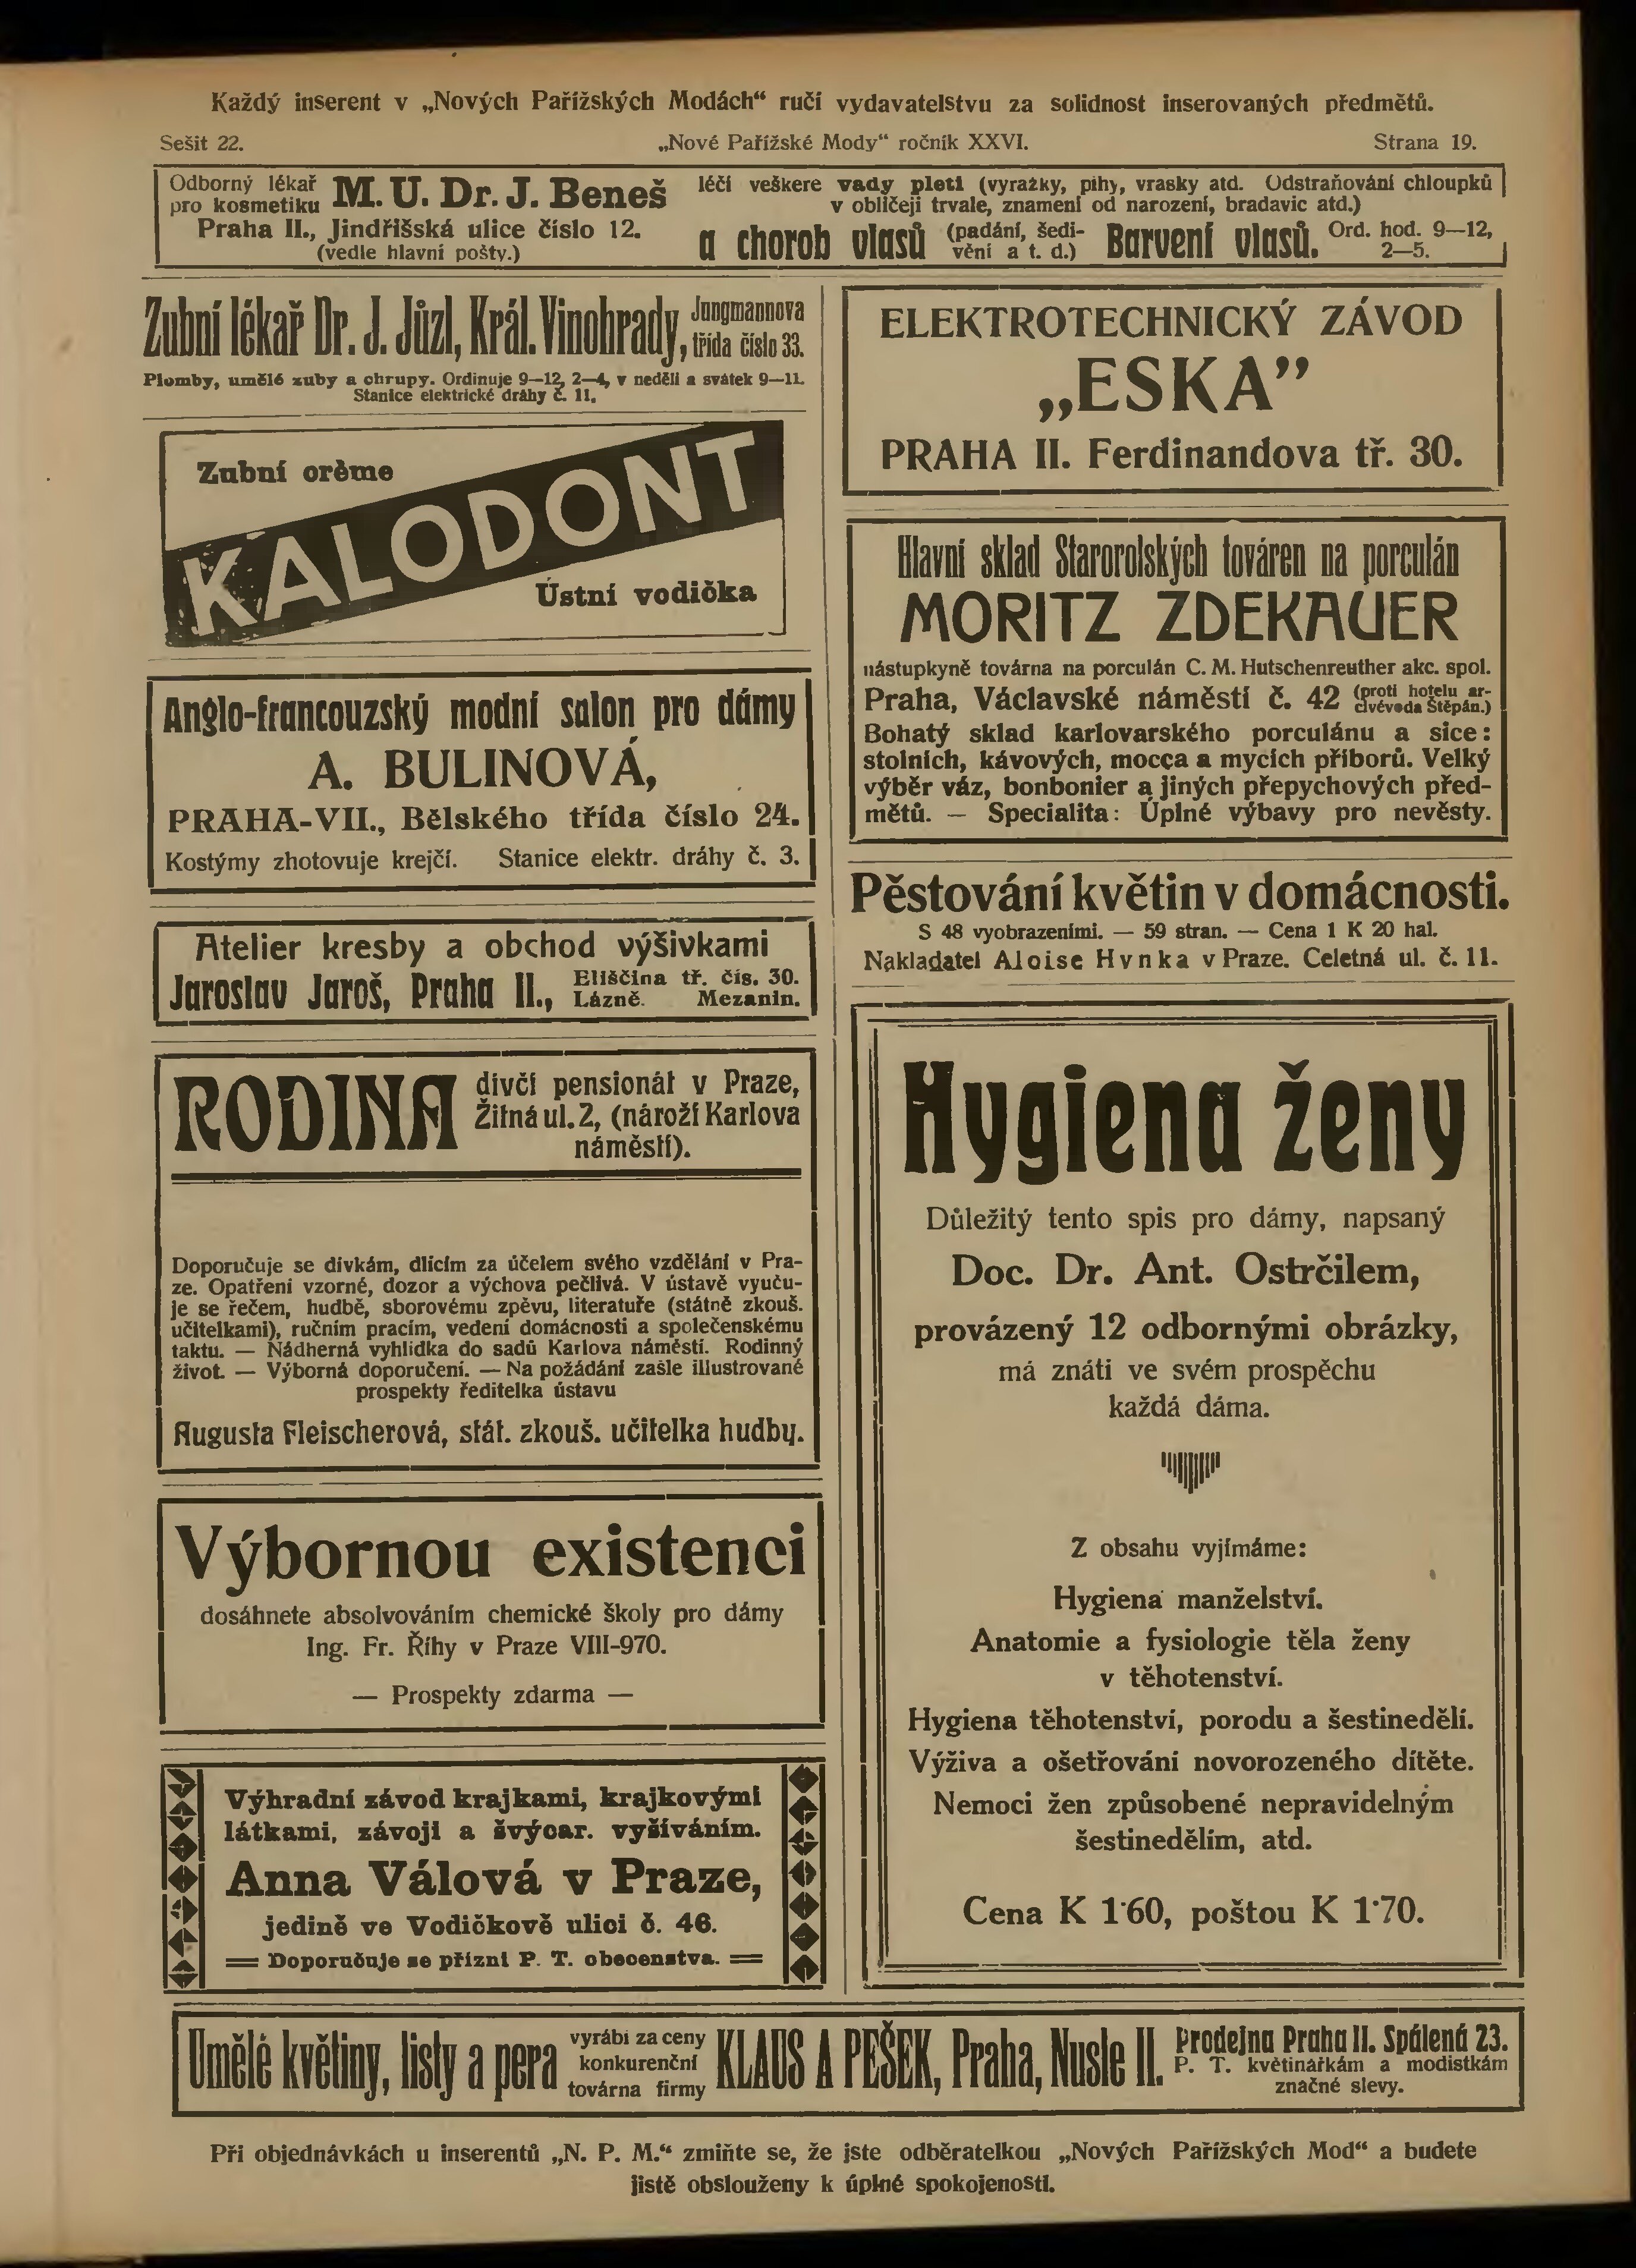 Každý inserent v „Nových Pařížských Modách“ ručí vydavatelstvu za solidnost inserovaných předmětů.
Sešit 22. „Nové Pařížské Mody“ ročník XXVI. Strana 19.
Odborný lékař
pro kosmetiku M. U. Dr. J. Beneš
Praha II., Jindřišská ulice číslo 12.
(vedle hlavní pošty.)
léčí veškere vady pleti (vyrážky, pihy, vrasky atd. Odstraňování chloupků
v obličeji trvale, znamení od narození, bradavic atd.)
a chorob vlasů (padání, šedi-
vění a t. d.) Barvení vlasů. Ord. hod. 9—12,
2—5.
Zubní lékař Dr. J. Jůzl, Král. Vinohrady, Jungmannova
třída číslo 33.
Plomby, umělé zuby a chrupy. Ordinuje 9—12, 2—4, v neděli a svátek 9—11.
Stanice elektrické dráhy č. 11.
Zubní crème
KALODONT
Ústní vodička
Anglo-francouzský modní salon pro dámy
A. BULINOVÁ,
PRAHA-VII., Bělského třída číslo 24.
Kostýmy zhotovuje krejčí. Stanice elektr. dráhy č. 3.
Atelier kresby a obchod výšivkami
Jaroslav Jaroš, Praha II., Eliščina tř. čís. 30.
Lázně. Mezanin.
RODINA dívčí pensionát v Praze,
Žitná ul. 2, (nároží Karlova
náměstí).
Doporučuje se dívkám, dlícím za účelem svého vzdělání v Pra-
ze. Opatření vzorné, dozor a výchova pečlivá. V ústavě vyuču-
je se řečem, hudbě, sborovému zpěvu, literatuře (státně zkouš.
učitelkami), ručním pracím, vedení domácnosti a společenskému
taktu. — Nádherná vyhlídka do sadů Karlova náměstí. Rodinný
život. — Výborná doporučení. — Na požádání zašle illustrované
prospekty ředitelka ústavu
Augusta Fleischerová, stát. zkouš. učitelka hudby.
Výbornou existenci
dosáhnete absolvováním chemické školy pro dámy
Ing. Fr. Říhy v Praze VIII-970.
— Prospekty zdarma —
Výhradní závod krajkami, krajkovými
látkami, závoji a švýcar. vyšíváním.
Anna Válová v Praze,
jedině ve Vodičkově ulici č. 46.
Doporučuje se přízni P. T. obecenstva.
ELEKTROTECHNICKÝ ZÁVOD
„ESKA”
PRAHA II. Ferdinandova tř. 30.
Hlavní sklad Starorolských továren na porculán
MORITZ ZDEKAUER
nástupkyně továrna na porculán C. M. Hutschenreuther akc. spol.
Praha, Václavské náměstí č. 42 (proti hotelu ar-
civévoda Štěpán.)
Bohatý sklad karlovarského porculánu a sice:
stolních, kávových, mocca a mycích příborů. Velký
výběr váz, bonbonier a jiných přepychových před-
mětů. — Specialita: Úplné výbavy pro nevěsty.
Pěstování květin v domácnosti.
S 48 vyobrazeními. — 59 stran. — Cena 1 K 20 hal.
Nakladatel Aloise Hynka v Praze. Celetná ul. č. 11.
Hygiena ženy
Důležitý tento spis pro dámy, napsaný
Doc. Dr. Ant. Ostrčilem,
provázený 12 odbornými obrázky,
má znáti ve svém prospěchu
každá dáma.
Z obsahu vyjímáme:
Hygiena manželství.
Anatomie a fysiologie těla ženy
v těhotenství.
Hygiena těhotenství, porodu a šestinedělí.
Výživa a ošetřování novorozeného dítěte.
Nemoci žen způsobené nepravidelným
šestinedělím, atd.
Cena K 1·60, poštou K 1·70.
Umělé květiny, listy a pera vyrábí za ceny
konkurenční
továrna firmy KLAUS A PEŠEK, Praha, Nusle II. Prodejna Praha II. Spálená 23.
P. T. květinářkám a modistkám
značné slevy.
Při objednávkách u inserentů „N. P. M.“ zmiňte se, že jste odběratelkou „Nových Pařížských Mod“ a budete
jistě obslouženy k úplné spokojenosti.